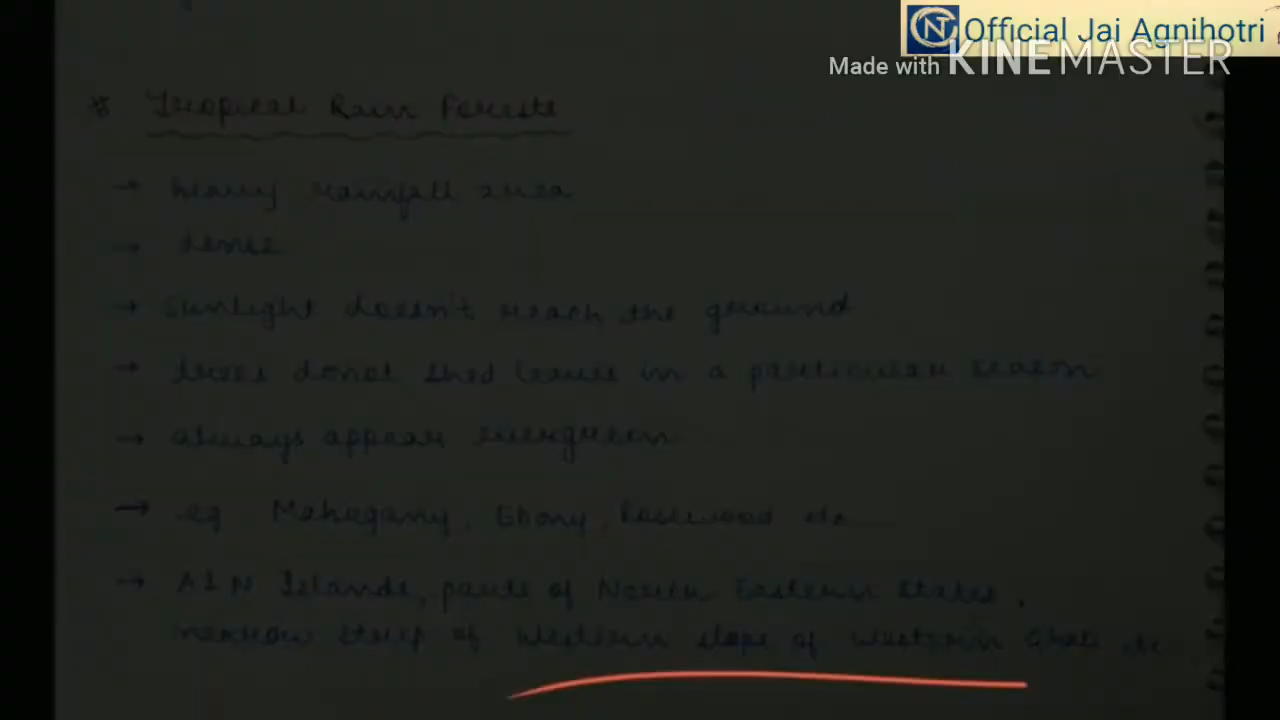 Official Jai Agnihotri
Made with KINEMASTER
* Tropical Rain Forests
→ heavy rainfall area
→ dense
→ sunlight doesn't reach the ground
→ trees donot shed leaves in a particular season
→ always appear evergreen
→ eg Mahogany, Ebony, Rosewood etc
→ A & N Islands, parts of North Eastern States,
narrow strip of Western slope of Western Ghats etc